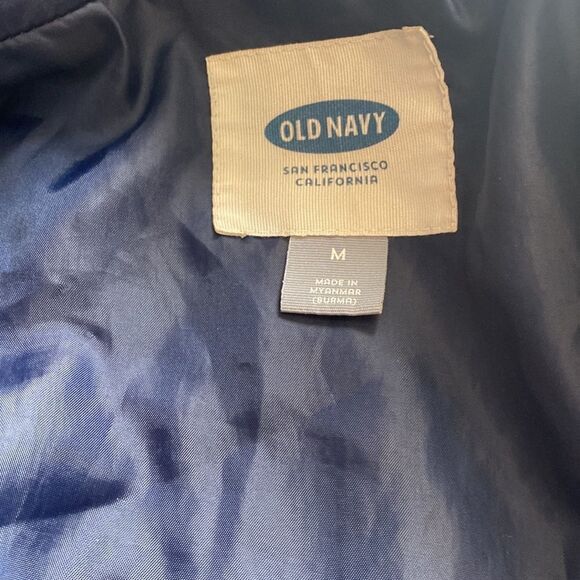 OLD NAVY
SAN FRANCISCO
CALIFORNIA
M
MADE IN
MYANMAR
(BURMA)